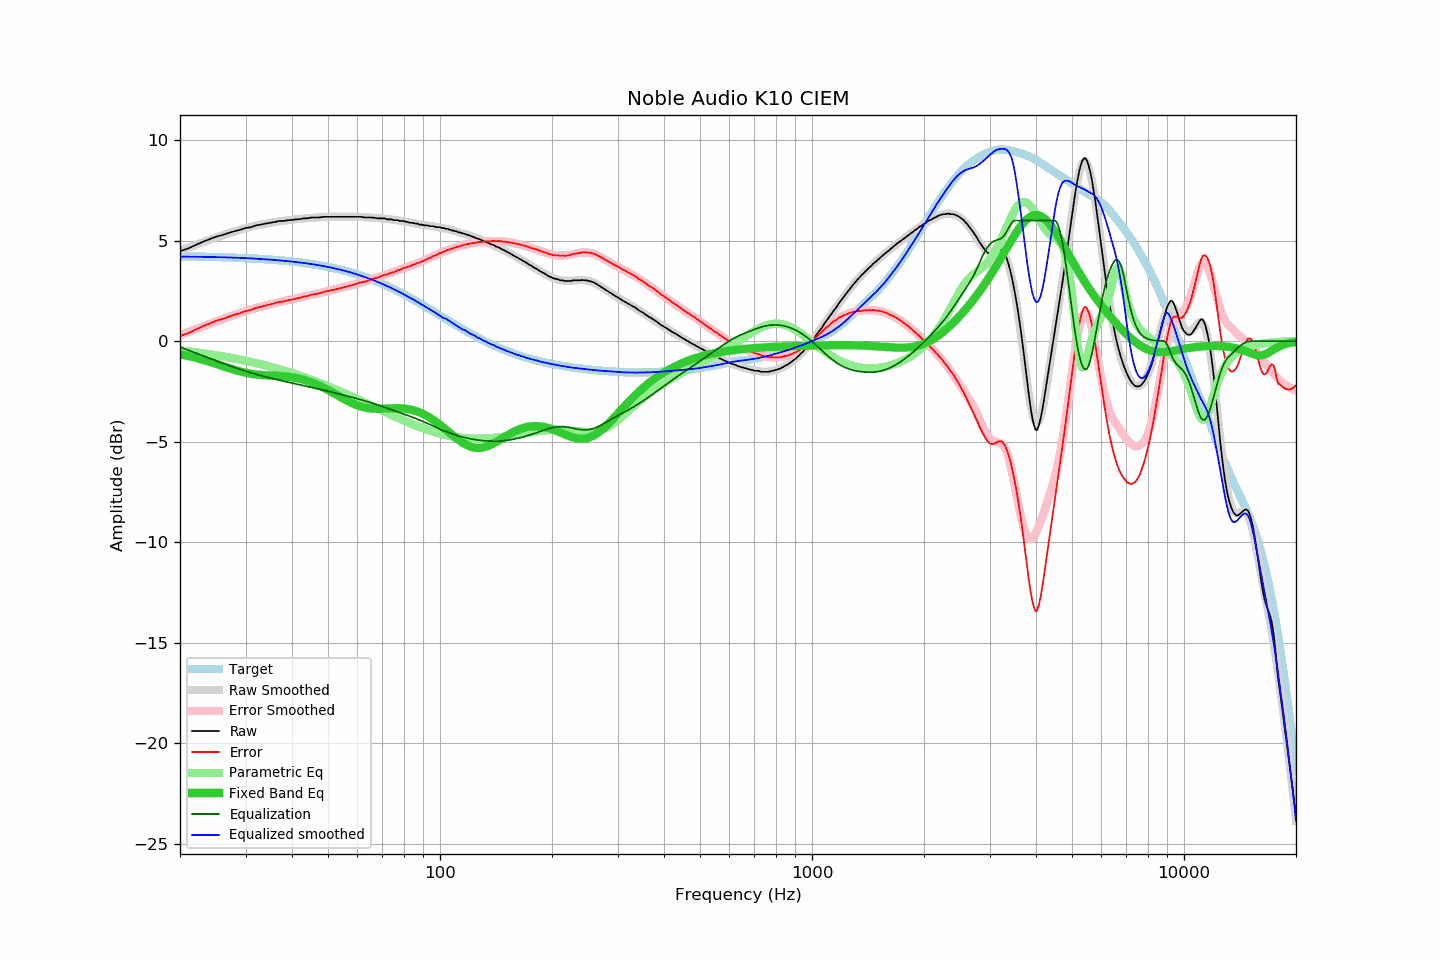 Noble Audio K10 CIEM
10
5
0
−5
−10
−15
−20
−25
Amplitude (dBr)
Target
Raw Smoothed
Error Smoothed
Raw
Error
Parametric Eq
Fixed Band Eq
Equalization
Equalized smoothed
100
1000
10000
Frequency (Hz)